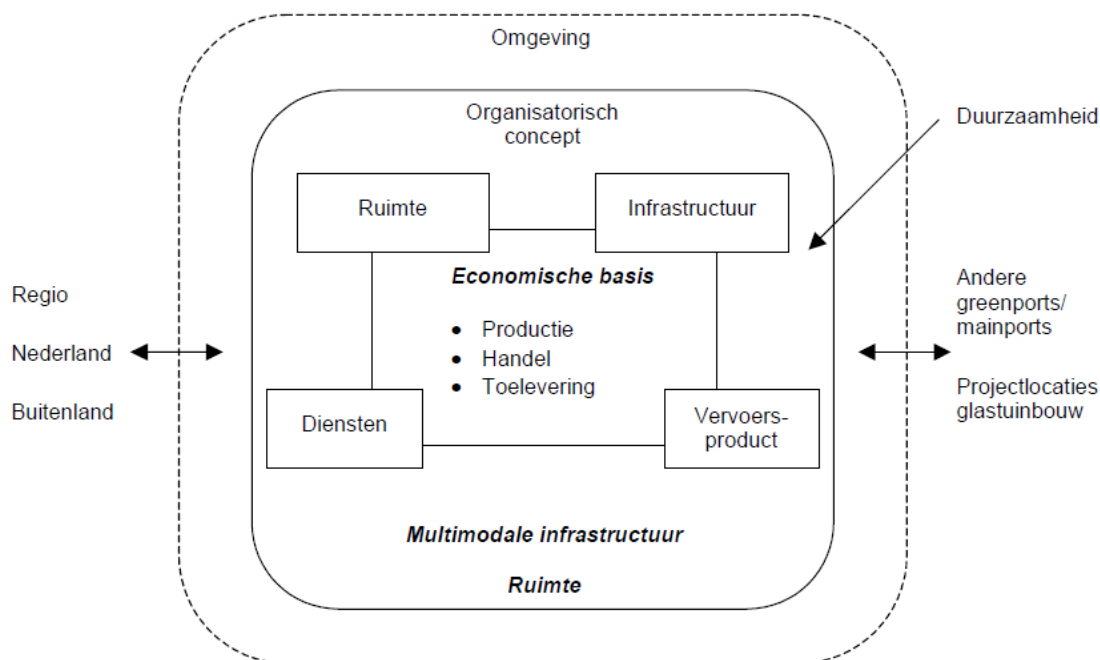 Omgeving
Organisatorisch
concept
Duurzaamheid
Ruimte
Infrastructuur
Economische basis
• Productie
• Handel
• Toelevering
Regio
Nederland
Buitenland
Andere
greenports/
mainports
Projectlocaties
glastuinbouw
Diensten
Vervoers-
product
Multimodale infrastructuur
Ruimte